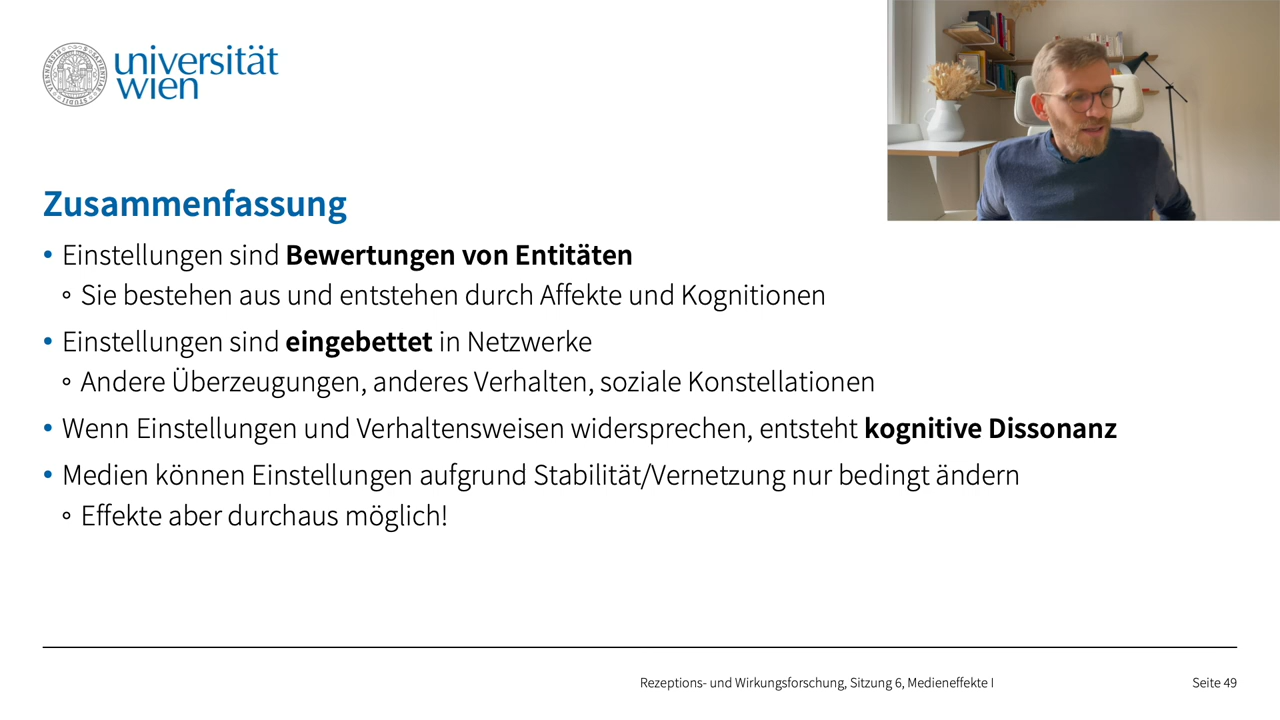 universität
wien
Zusammenfassung
• Einstellungen sind Bewertungen von Entitäten
◦ Sie bestehen aus und entstehen durch Affekte und Kognitionen
• Einstellungen sind eingebettet in Netzwerke
◦ Andere Überzeugungen, anderes Verhalten, soziale Konstellationen
• Wenn Einstellungen und Verhaltensweisen widersprechen, entsteht kognitive Dissonanz
• Medien können Einstellungen aufgrund Stabilität/Vernetzung nur bedingt ändern
◦ Effekte aber durchaus möglich!
Rezeptions- und Wirkungsforschung, Sitzung 6, Medieneffekte I
Seite 49